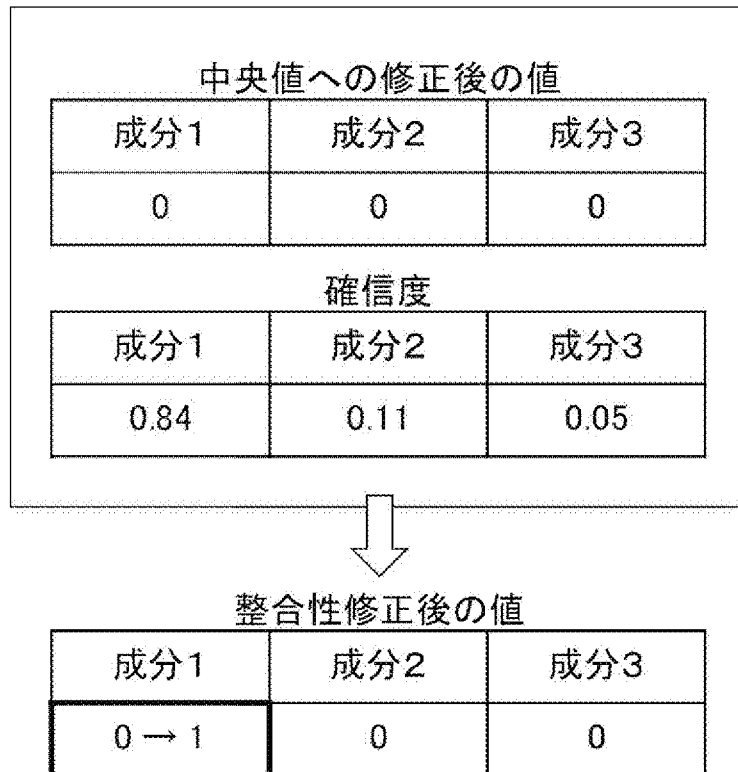 中央値への修正後の値
成分1 成分2 成分3
0 0 0
確信度
成分1 成分2 成分3
0.84 0.11 0.05
整合性修正後の値
成分1 成分2 成分3
0 → 1 0 0